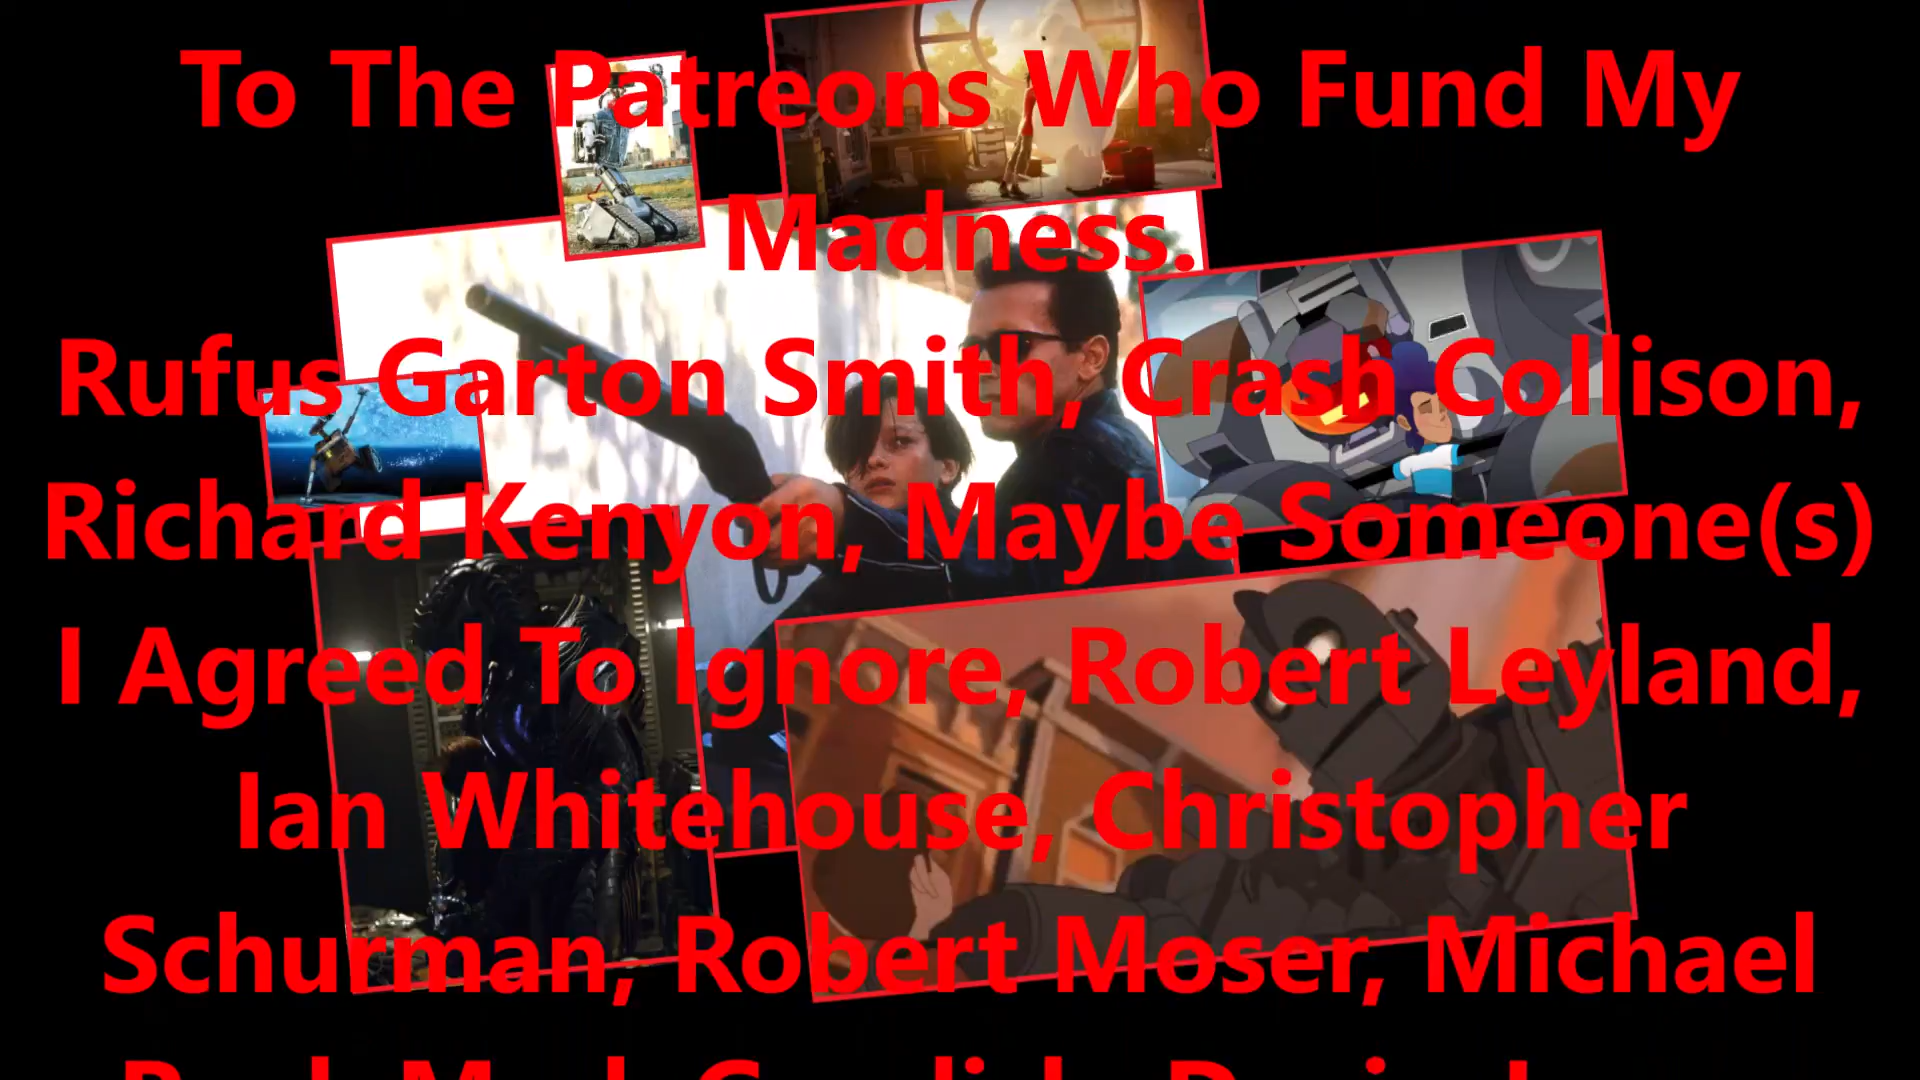 To The Patreons Who Fund My
Madness.
Rufus Garton Smith, Crash Collison,
Richard Kenyon, Maybe Someone(s)
I Agreed To Ignore, Robert Leyland,
Ian Whitehouse, Christopher
Schurman, Robert Moser, Michael